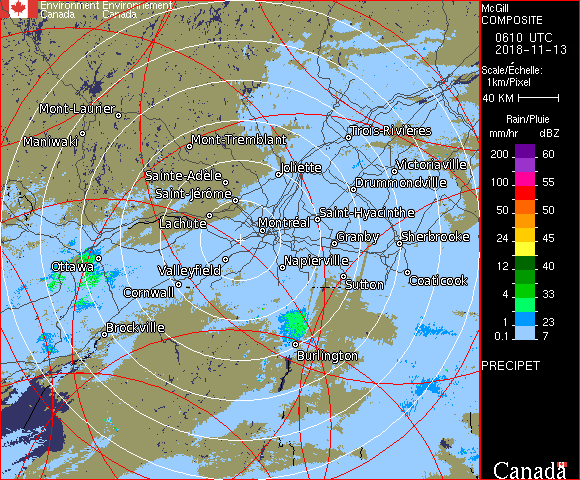 Environment Environnement
Canada Canada
McGill
COMPOSITE
0610 UTC
2018-11-13
Scale/Échelle:
1km/Pixel
40 KM
Rain/Pluie
mm/hr dBZ
200 60
100 55
50 50
24 45
12 40
4 33
1 23
0.1 7
PRECIPET
Canada
Mont-Laurier
Maniwaki
Mont-Tremblant
Trois-Rivières
Sainte-Adèle
Joliette
Victoriaville
Saint-Jérôme
Drummondville
Lachute
Montréal
Saint-Hyacinthe
Granby
Sherbrooke
Ottawa
Valleyfield
Napierville
Cornwall
Sutton
Coaticook
Brockville
Burlington